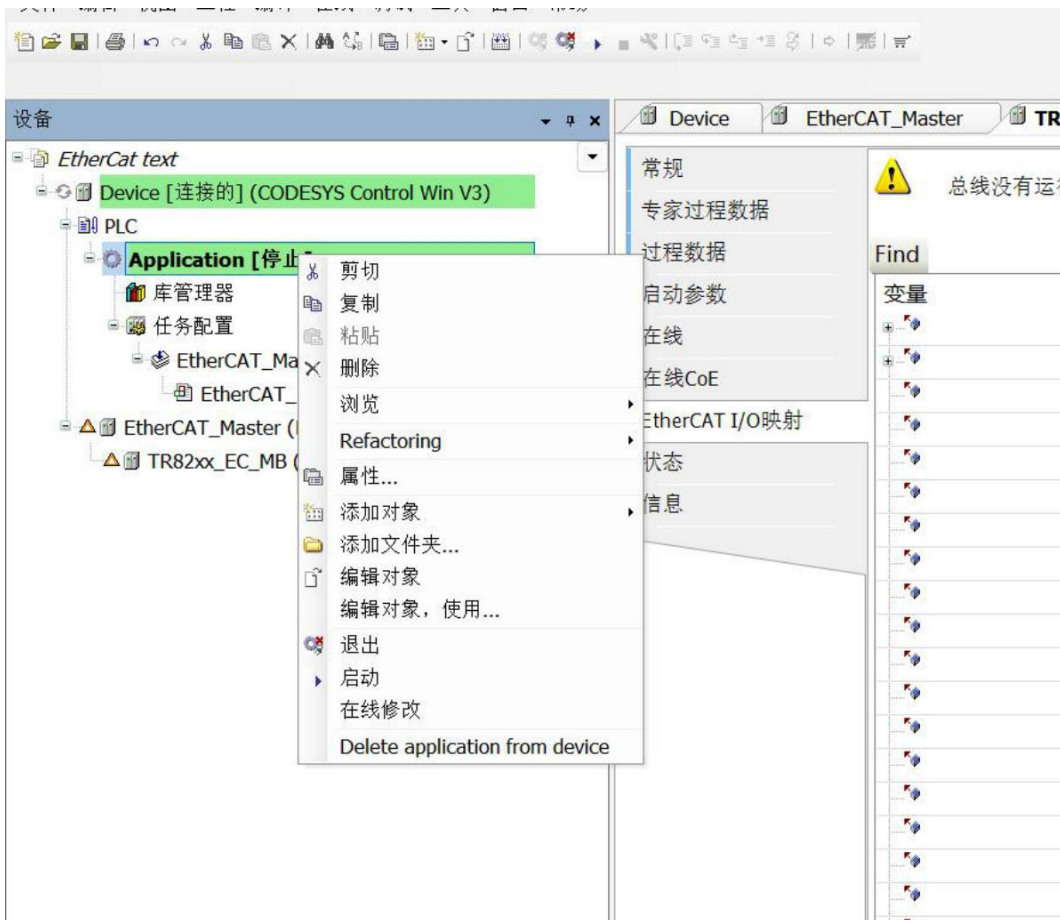 设备
Device
EtherCAT_Master
TR
EtherCat text
Device [连接的] (CODESYS Control Win V3)
PLC
Application [停止]
库管理器
任务配置
EtherCAT_Ma
EtherCAT_
EtherCAT_Master (
TR82xx_EC_MB (
剪切
复制
粘贴
删除
浏览
Refactoring
属性...
添加对象
添加文件夹...
编辑对象
编辑对象，使用...
退出
启动
在线修改
Delete application from device
常规
专家过程数据
过程数据
启动参数
在线
在线CoE
EtherCAT I/O映射
状态
信息
总线没有运行
Find
变量